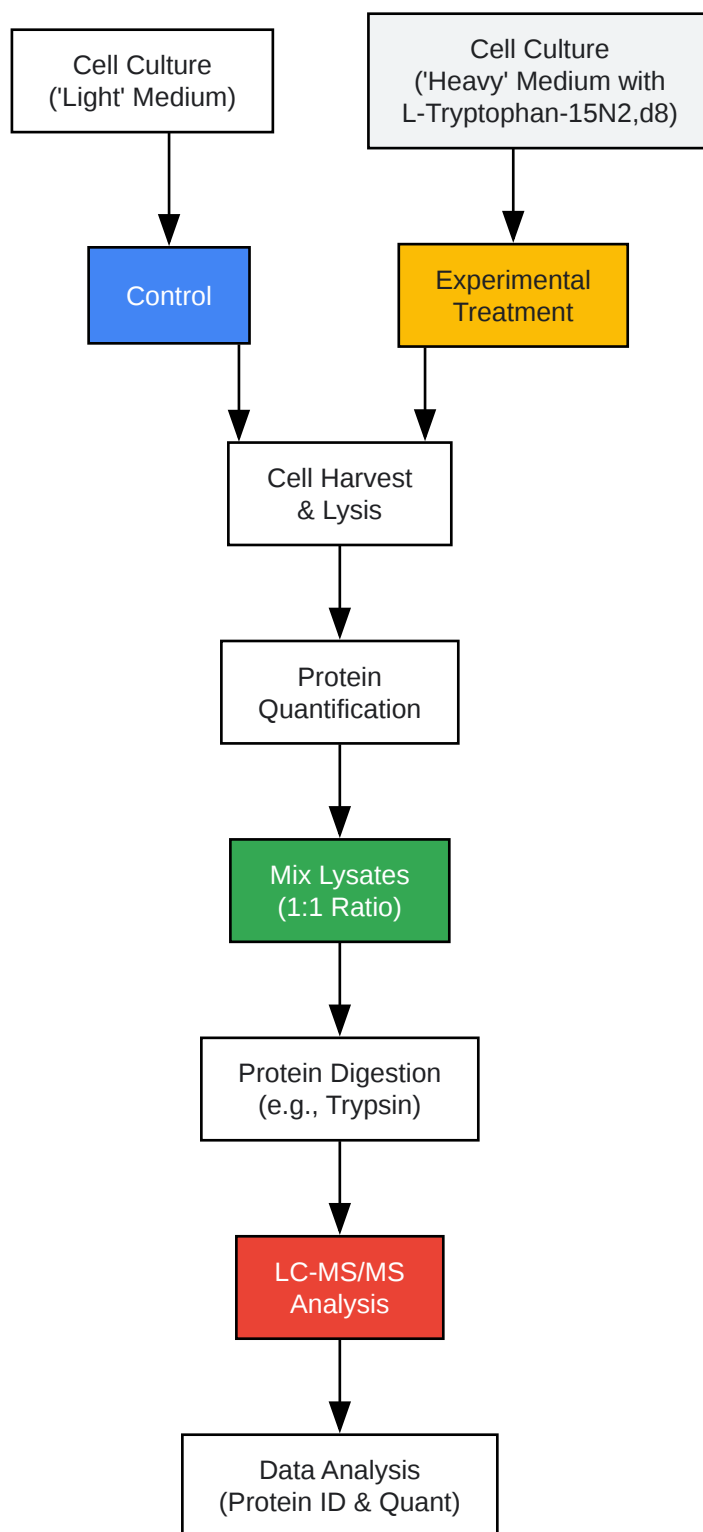 Cell Culture
('Light' Medium)
Cell Culture
('Heavy' Medium with
L-Tryptophan-15N2,d8)
Control
Experimental
Treatment
Cell Harvest
& Lysis
Protein
Quantification
Mix Lysates
(1:1 Ratio)
Protein Digestion
(e.g., Trypsin)
LC-MS/MS
Analysis
Data Analysis
(Protein ID & Quant)